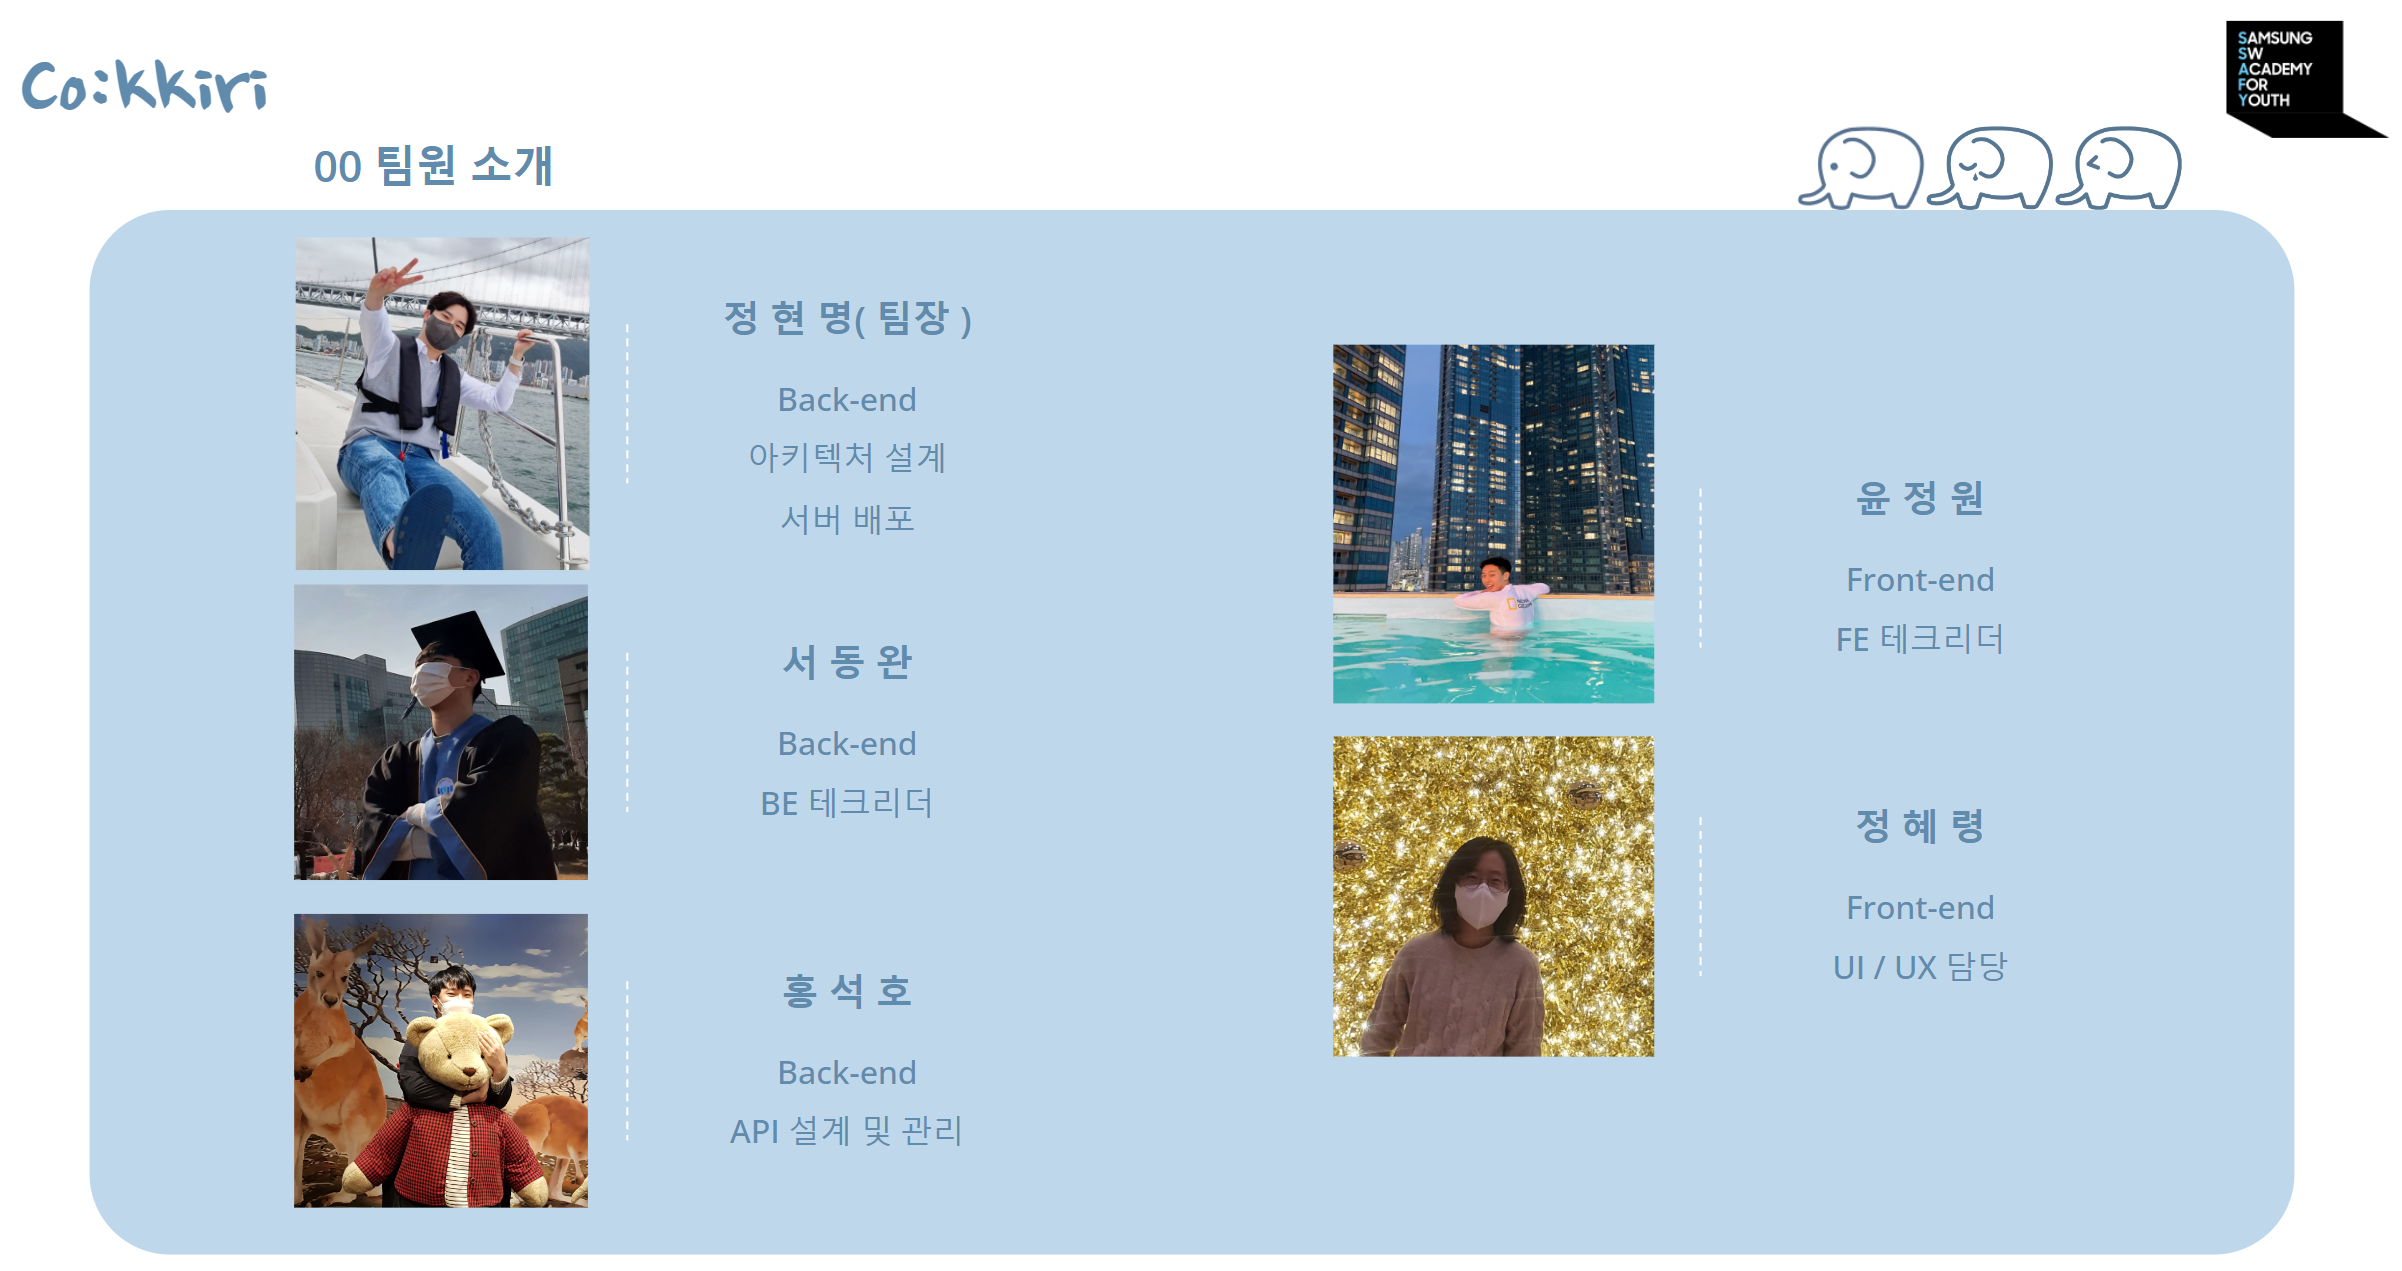 Co:kkiri
SAMSUNG
SW
ACADEMY
FOR
YOUTH
00 팀원 소개
정 현 명( 팀장 )
Back-end
아키텍처 설계
서버 배포
서 동 완
Back-end
BE 테크리더
홍 석 호
Back-end
API 설계 및 관리
윤 정 원
Front-end
FE 테크리더
정 혜 령
Front-end
UI / UX 담당